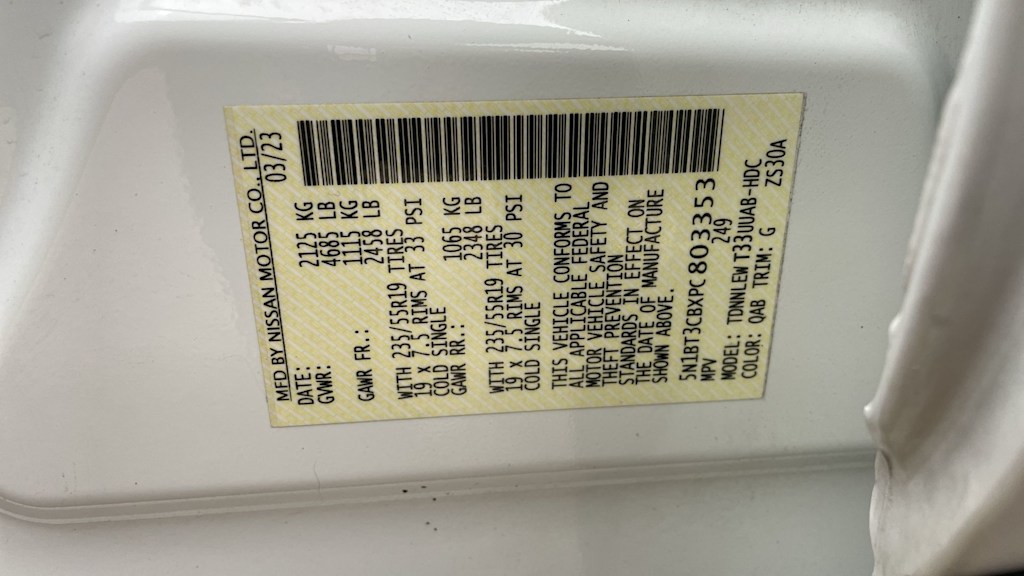 MFD BY NISSAN MOTOR CO., LTD.
DATE: 03/23
GVWR: 2125 KG
4685 LB
GAWR FR.: 1115 KG
2458 LB
WITH 235/55R19 TIRES
19 X 7.5 RIMS AT 33 PSI
COLD SINGLE
GAWR RR.: 1065 KG
2348 LB
WITH 235/55R19 TIRES
19 X 7.5 RIMS AT 30 PSI
COLD SINGLE
THIS VEHICLE CONFORMS TO
ALL APPLICABLE FEDERAL
MOTOR VEHICLE SAFETY AND
THEFT PREVENTION
STANDARDS IN EFFECT ON
THE DATE OF MANUFACTURE
SHOWN ABOVE.
5N1BT3CBXPC803353
MPV 249
MODEL: TDNNLEW T33UUAB-HDC
COLOR: QAB TRIM: G ZS30A